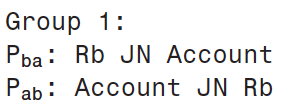 Group 1:
Pba: Rb JN Account
Pab: Account JN Rb